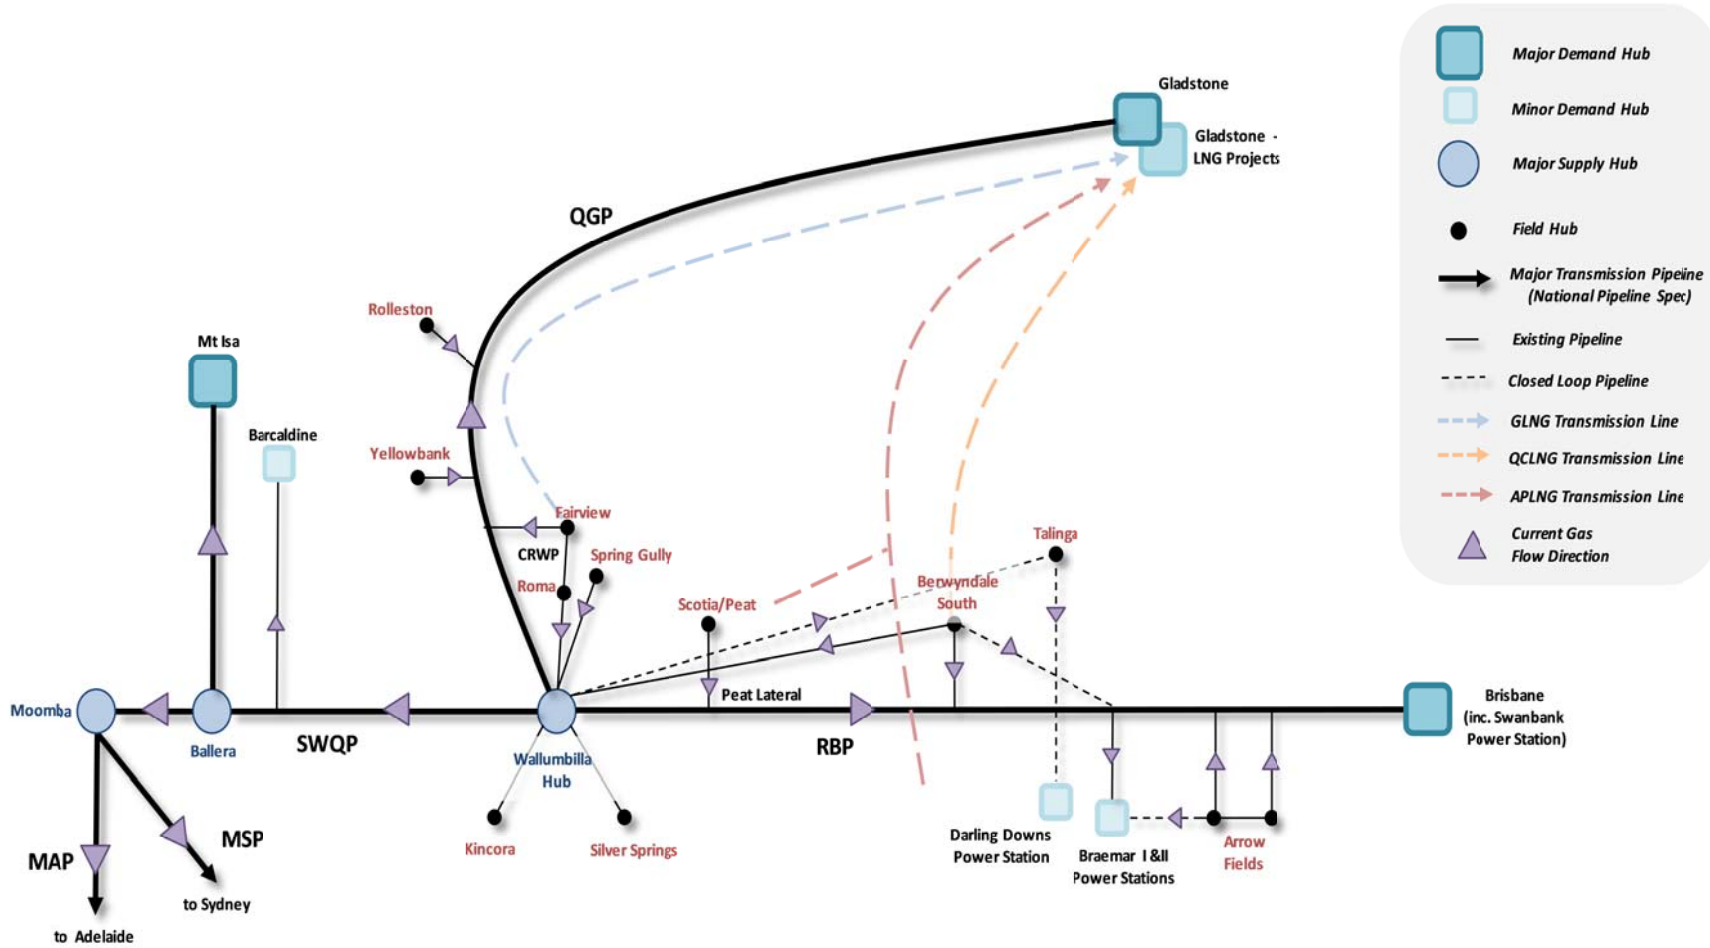 Gladstone
Gladstone -
LNG Projects
QGP
Rolleston
Mt Isa
Barcaldine
Yellowbank
Fairview
CRWP
Spring Gully
Roma
Scotia/Peat
Talinga
Berwyndale
South
Peat Lateral
Moomba
Ballera
SWQP
Wallumbilla
Hub
RBP
Brisbane
(inc. Swanbank
Power Station)
Kincora
Silver Springs
Darling Downs
Power Station
Braemar I &II
Power Stations
Arrow
Fields
MAP
MSP
to Sydney
to Adelaide
Major Demand Hub
Minor Demand Hub
Major Supply Hub
Field Hub
Major Transmission Pipeline
(National Pipeline Spec)
Existing Pipeline
Closed Loop Pipeline
GLNG Transmission Line
QCLNG Transmission Line
APLNG Transmission Line
Current Gas
Flow Direction